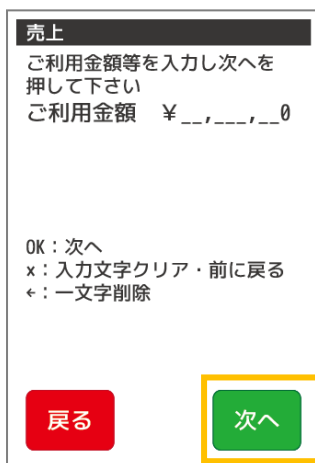 売上
ご利用金額等を入力し次へを
押して下さい
ご利用金額 ￥__,___,__0
OK：次へ
x：入力文字クリア・前に戻る
←：一文字削除
戻る 次へ